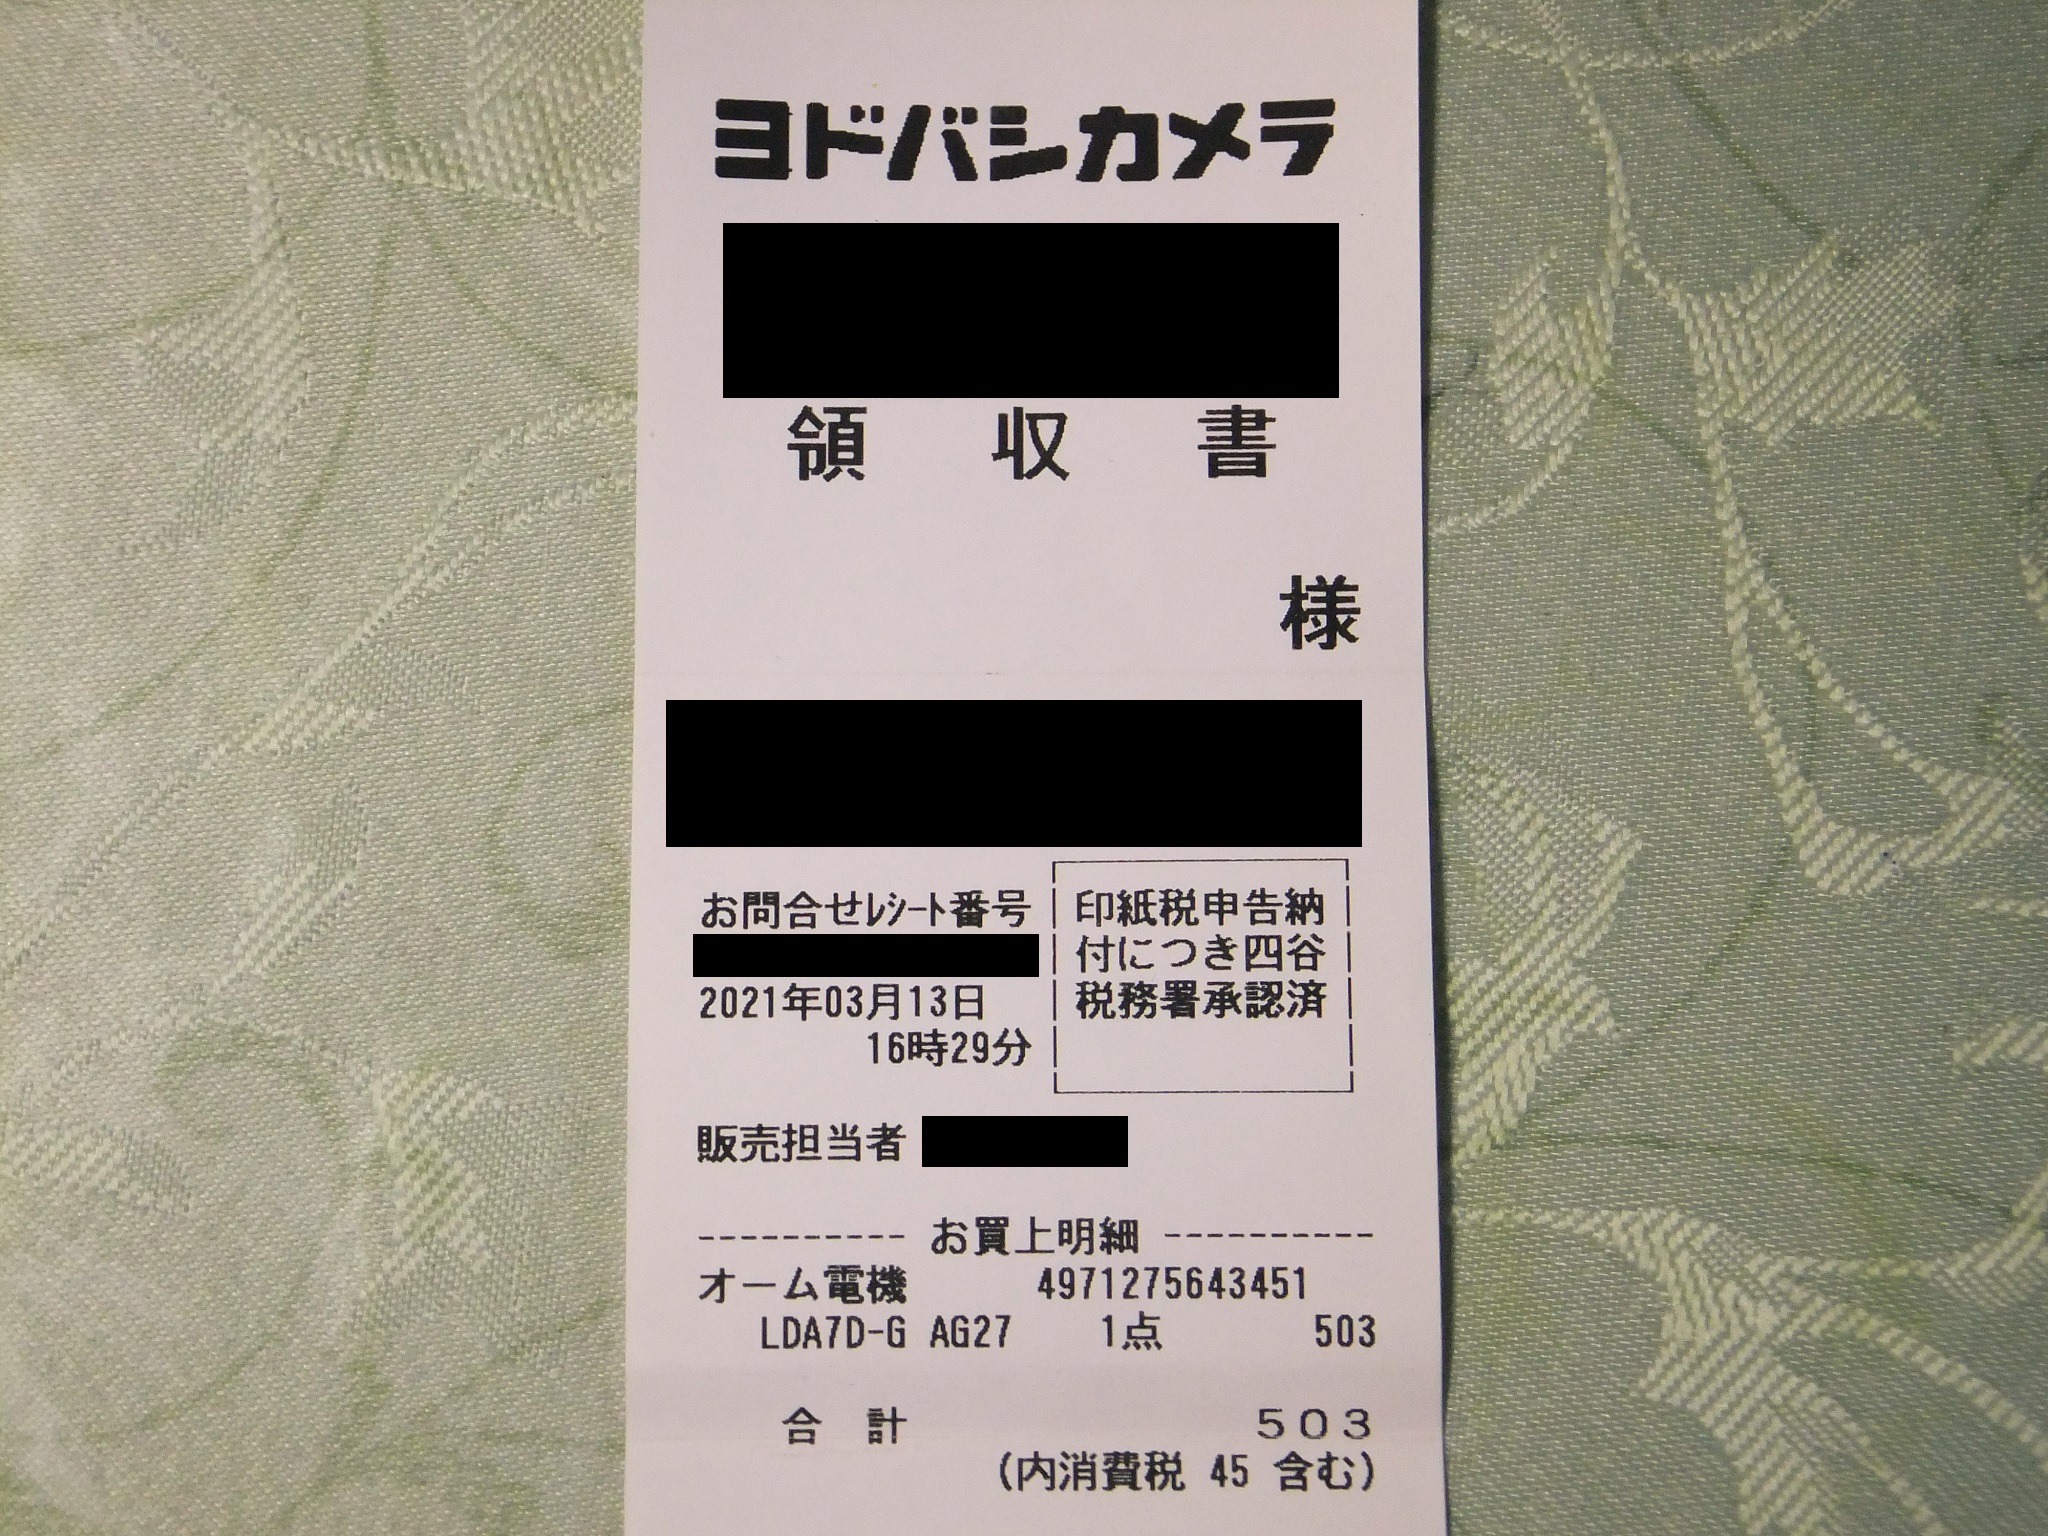 ヨドバシカメラ
領収書
様
お問合せﾚｼｰﾄ番号
2021年03月13日
16時29分
印紙税申告納
付につき四谷
税務署承認済
販売担当者
---------- お買上明細 ----------
オーム電機 4971275643451
LDA7D-G AG27 1点 503
合計 503
(内消費税 45 含む)